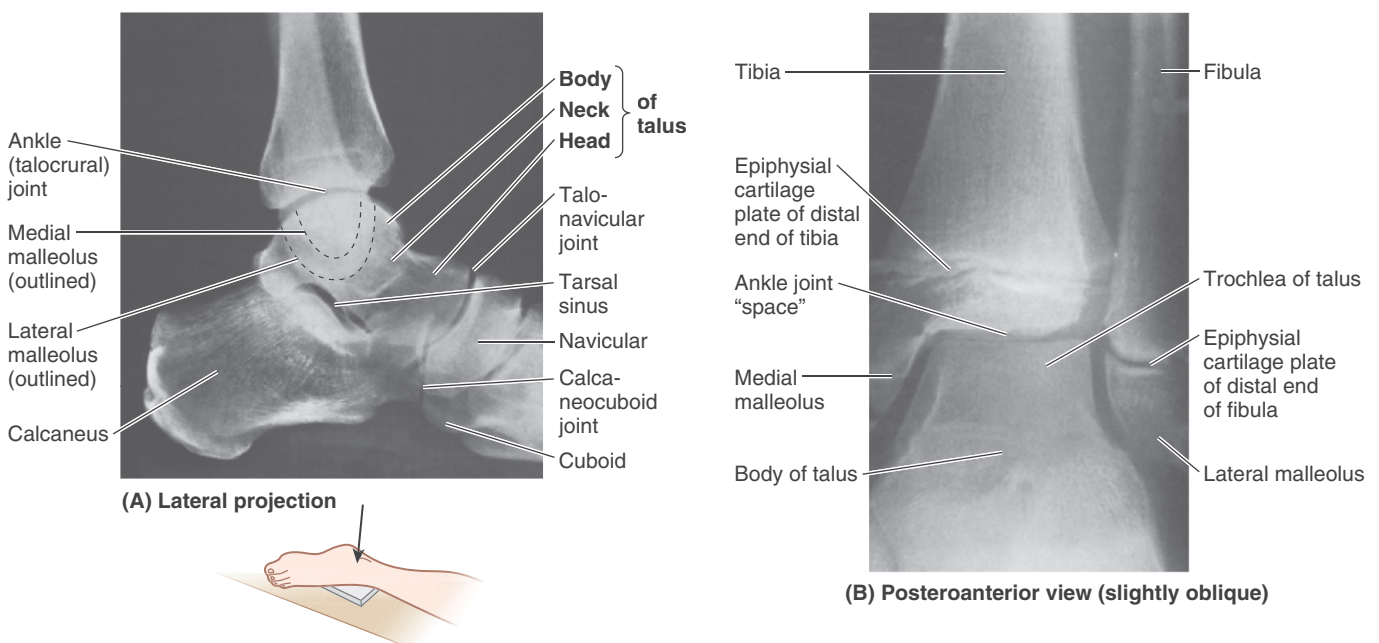 Body
Neck
Head
of
talus
Ankle
(talocrural)
joint
Medial
malleolus
(outlined)
Lateral
malleolus
(outlined)
Calcaneus
Talo-
navicular
joint
Tarsal
sinus
Navicular
Calca-
neocuboid
joint
Cuboid
(A) Lateral projection
Tibia
Epiphysial
cartilage
plate of distal
end of tibia
Ankle joint
“space”
Medial
malleolus
Body of talus
Fibula
Trochlea of talus
Epiphysial
cartilage plate
of distal end
of fibula
Lateral malleolus
(B) Posteroanterior view (slightly oblique)